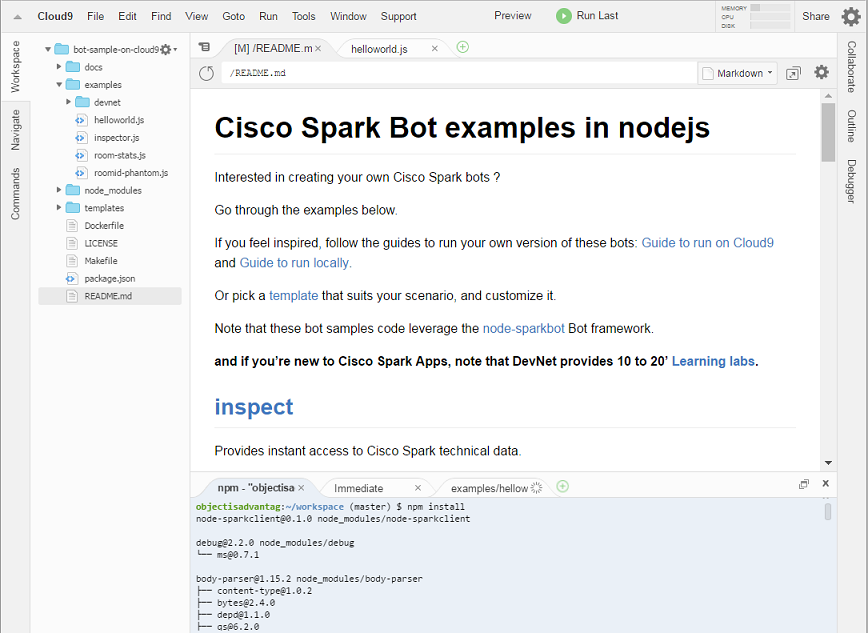 Cloud9 File Edit Find View Goto Run Tools Window Support Preview Run Last MEMORY CPU DISK Share
Workspace
Navigate
Commands
bot-sample-on-cloud9
docs
examples
devnet
helloworld.js
inspector.js
room-stats.js
roomid-phantom.js
node_modules
templates
Dockerfile
LICENSE
Makefile
package.json
README.md
[M] /README.m × helloworld.js ×
/README.md Markdown
Cisco Spark Bot examples in nodejs
Interested in creating your own Cisco Spark bots ?
Go through the examples below.
If you feel inspired, follow the guides to run your own version of these bots: Guide to run on Cloud9
and Guide to run locally.
Or pick a template that suits your scenario, and customize it.
Note that these bot samples code leverage the node-sparkbot Bot framework.
and if you're new to Cisco Spark Apps, note that DevNet provides 10 to 20’ Learning labs.
inspect
Provides instant access to Cisco Spark technical data.
npm - "objectisa × Immediate × examples/hellow
objectisadvantag:~/workspace (master) $ npm install
node-sparkclient@0.1.0 node_modules/node-sparkclient
debug@2.2.0 node_modules/debug
└── ms@0.7.1
body-parser@1.15.2 node_modules/body-parser
├── content-type@1.0.2
├── bytes@2.4.0
├── depd@1.1.0
├── qs@6.2.0
Collaborate
Outline
Debugger